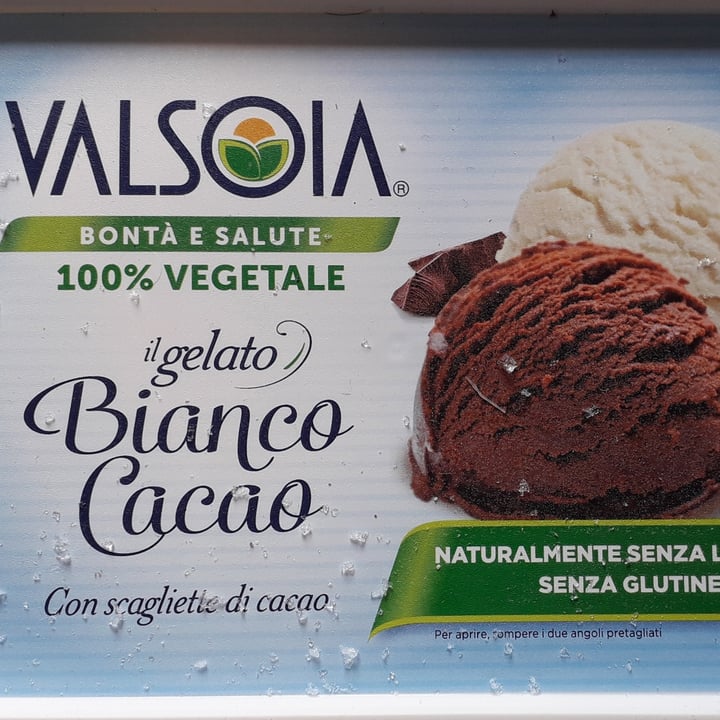 VALSOIA®
BONTÀ E SALUTE
100% VEGETALE
il gelato
Bianco
Cacao
Con scagliette di cacao
NATURALMENTE SENZA
SENZA GLUTINE
Per aprire, rompere i due angoli pretagliati